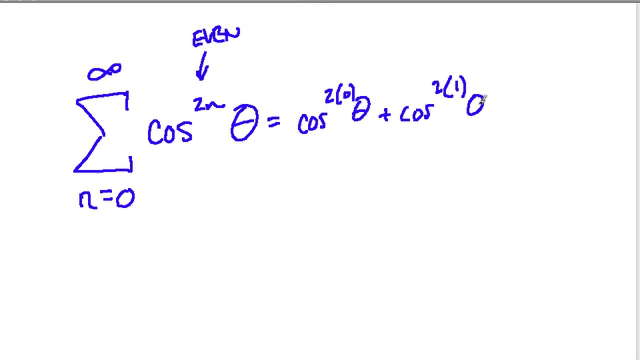 EVEN
∞
∑ cos^{2n} θ = cos^{2(0)} θ + cos^{2(1)} θ
n=0